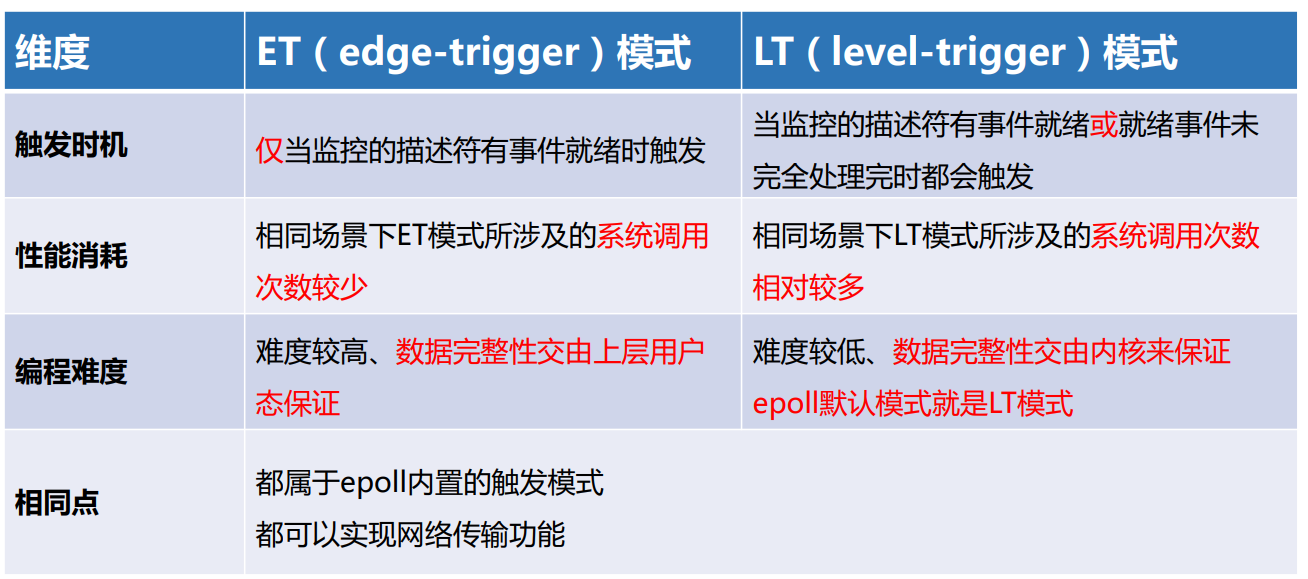 维度
ET（edge-trigger）模式
LT（level-trigger）模式
触发时机
仅当监控的描述符有事件就绪时触发
当监控的描述符有事件就绪或就绪事件未
完全处理完时都会触发
性能消耗
相同场景下ET模式所涉及的系统调用
次数较少
相同场景下LT模式所涉及的系统调用次数
相对较多
编程难度
难度较高、数据完整性交由上层用户
态保证
难度较低、数据完整性交由内核来保证
epoll默认模式就是LT模式
相同点
都属于epoll内置的触发模式
都可以实现网络传输功能